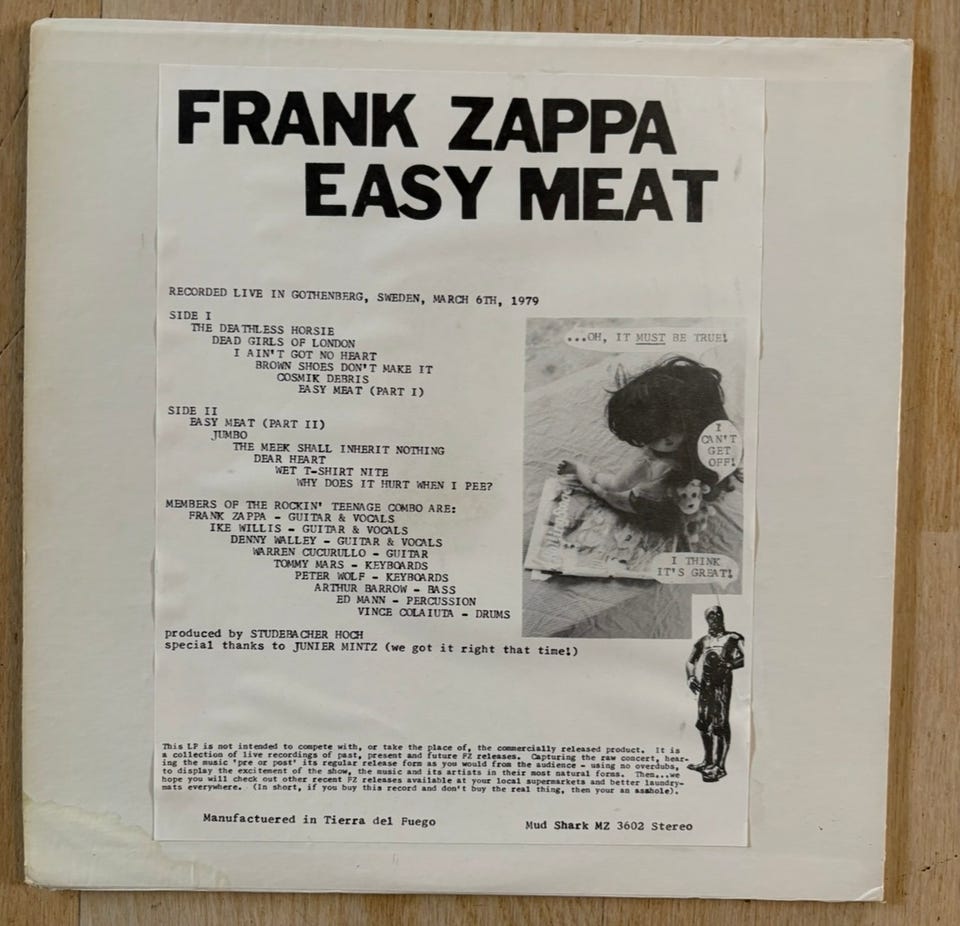 FRANK ZAPPA
EASY MEAT
RECORDED LIVE IN GOTHENBERG, SWEDEN, MARCH 6TH, 1979
SIDE I
THE DEATHLESS HORSIE
DEAD GIRLS OF LONDON
I AIN'T GOT NO HEART
BROWN SHOES DON'T MAKE IT
COSMIK DEBRIS
EASY MEAT (PART I)
SIDE II
EASY MEAT (PART II)
JUMBO
THE MEEK SHALL INHERIT NOTHING
DEAR HEART
WET T-SHIRT NITE
WHY DOES IT HURT WHEN I PEE?
MEMBERS OF THE ROCKIN' TEENAGE COMBO ARE:
FRANK ZAPPA - GUITAR & VOCALS
IKE WILLIS - GUITAR & VOCALS
DENNY WALLEY - GUITAR & VOCALS
WARREN CUCURULLO - GUITAR
TOMMY MARS - KEYBOARDS
PETER WOLF - KEYBOARDS
ARTHUR BARROW - BASS
ED MANN - PERCUSSION
VINCE COLAIUTA - DRUMS
produced by STUDEBACHER HOCH
special thanks to JUNIER MINTZ (we got it right that time!)
...OH, IT MUST BE TRUE!
I
CAN'T
GET
OFF!
I THINK
IT'S GREAT!
This LP is not intended to compete with, or take the place of, the commercially released product. It is
a collection of live recordings of past, present and future FZ releases. Capturing the raw concert, hear-
ing the music 'pre or post' its regular release form as you would from the audience - using no overdubs,
to display the excitement of the show, the music and its artists in their most natural forms. Then...we
hope you will check out other recent FZ releases available at your local supermarkets and better laundry-
mats everywhere. (In short, if you buy this record and don't buy the real thing, then your an asshole).
Manufactuered in Tierra del Fuego
Mud Shark MZ 3602 Stereo